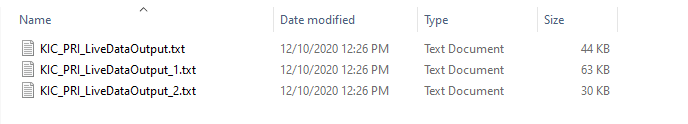 Name Date modified Type Size
KIC_PRI_LiveDataOutput.txt 12/10/2020 12:26 PM Text Document 44 KB
KIC_PRI_LiveDataOutput_1.txt 12/10/2020 12:26 PM Text Document 63 KB
KIC_PRI_LiveDataOutput_2.txt 12/10/2020 12:26 PM Text Document 30 KB